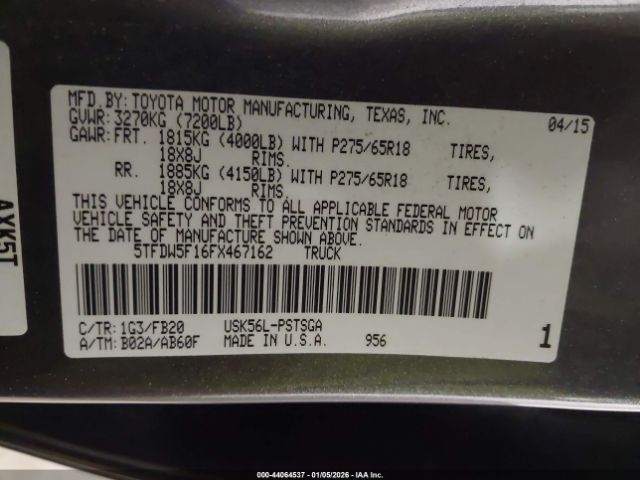 MFD.BY: TOYOTA MOTOR MANUFACTURING, TEXAS, INC. 04/15
GVWR: 3270KG (7200LB)
GAWR: FRT. 1815KG (4000LB) WITH P275/65R18 TIRES,
18X8J RIMS.
RR. 1885KG (4150LB) WITH P275/65R18 TIRES,
18X8J RIMS.
THIS VEHICLE CONFORMS TO ALL APPLICABLE FEDERAL MOTOR
VEHICLE SAFETY AND THEFT PREVENTION STANDARDS IN EFFECT ON
THE DATE OF MANUFACTURE SHOWN ABOVE.
5TFDW5F16FX467162 TRUCK
C/TR: 1G3/FB20 USK56L-PSTSGA
A/TM: B02A/AB60F MADE IN U.S.A. 956 1
AXK5T
000-44064537 - 01/05/2026 - IAA Inc.